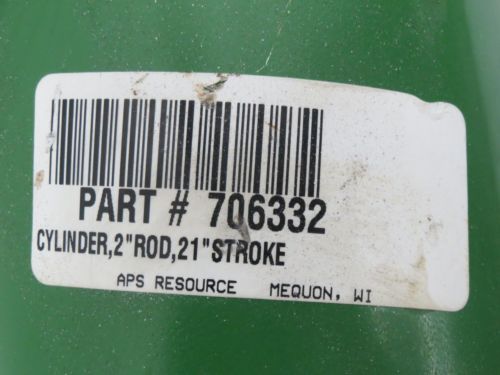 PART # 706332
CYLINDER,2"ROD,21"STROKE
APS RESOURCE MEQUON, WI